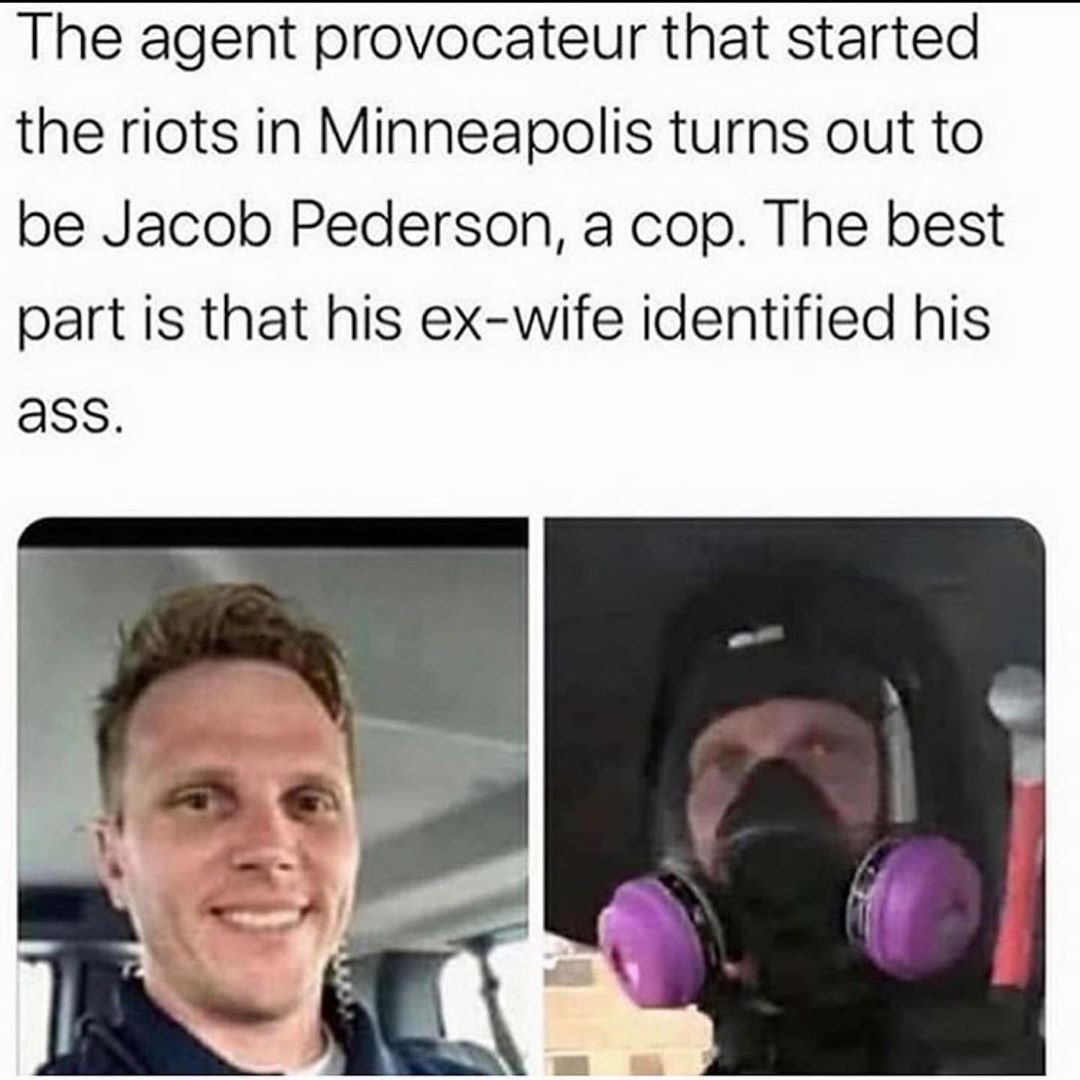 The agent provocateur that started
the riots in Minneapolis turns out to
be Jacob Pederson, a cop. The best
part is that his ex-wife identified his
ass.